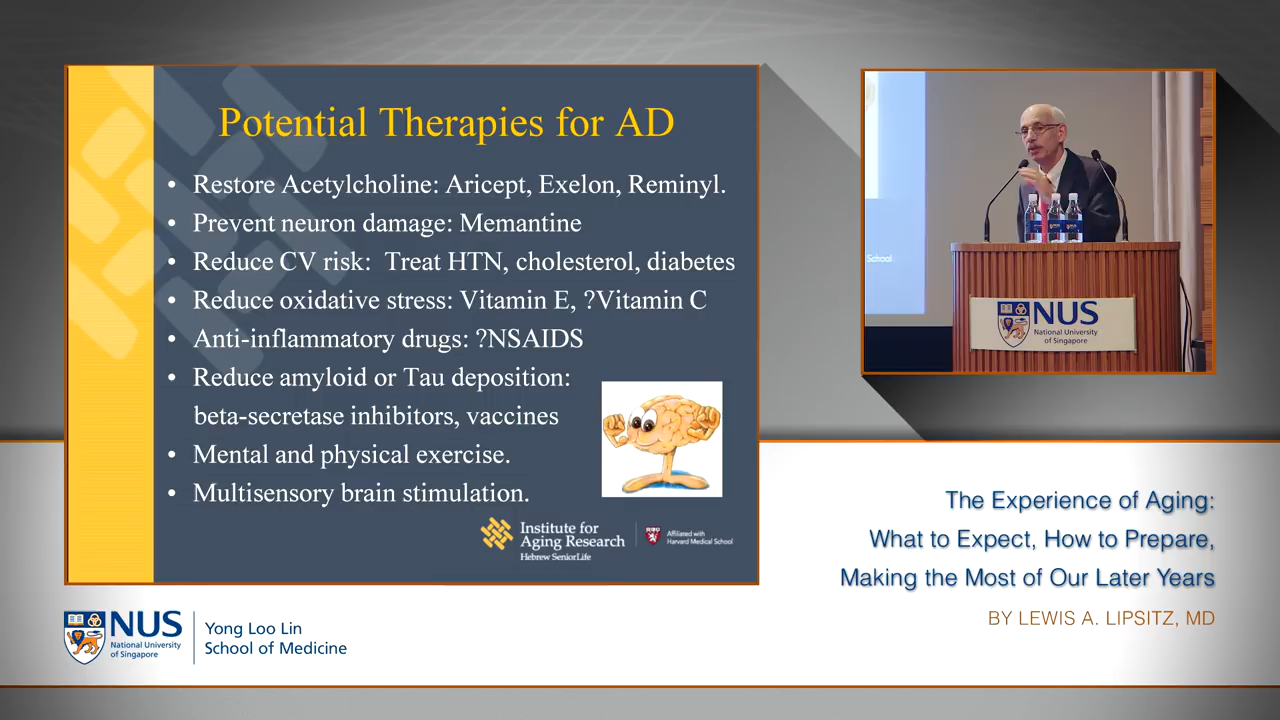 Potential Therapies for AD
• Restore Acetylcholine: Aricept, Exelon, Reminyl.
• Prevent neuron damage: Memantine
• Reduce CV risk: Treat HTN, cholesterol, diabetes
• Reduce oxidative stress: Vitamin E, ?Vitamin C
• Anti-inflammatory drugs: ?NSAIDS
• Reduce amyloid or Tau deposition:
beta-secretase inhibitors, vaccines
• Mental and physical exercise.
• Multisensory brain stimulation.
Institute for
Aging Research
Hebrew SeniorLife
Affiliated with
Harvard Medical School
School
NUS
National University
of Singapore
The Experience of Aging:
What to Expect, How to Prepare,
Making the Most of Our Later Years
BY LEWIS A. LIPSITZ, MD
NUS
National University
of Singapore
Yong Loo Lin
School of Medicine